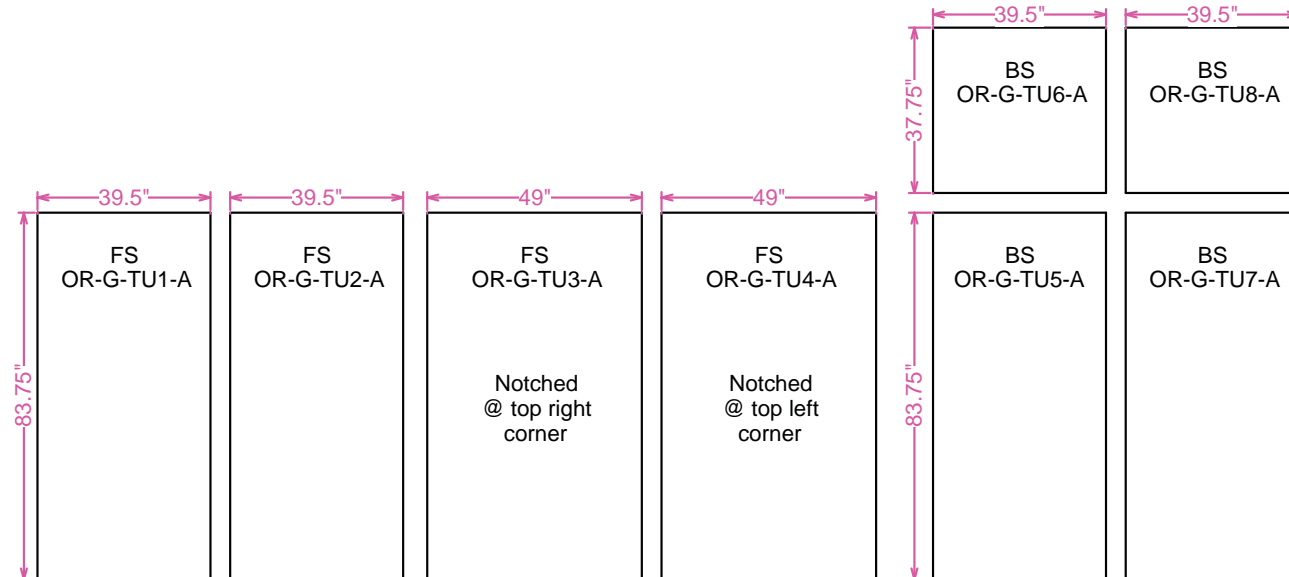 39.5"
39.5"
37.75"
BS
OR-G-TU6-A
BS
OR-G-TU8-A
39.5"
39.5"
49"
49"
83.75"
FS
OR-G-TU1-A
FS
OR-G-TU2-A
FS
OR-G-TU3-A
Notched
@ top right
corner
FS
OR-G-TU4-A
Notched
@ top left
corner
83.75"
BS
OR-G-TU5-A
BS
OR-G-TU7-A